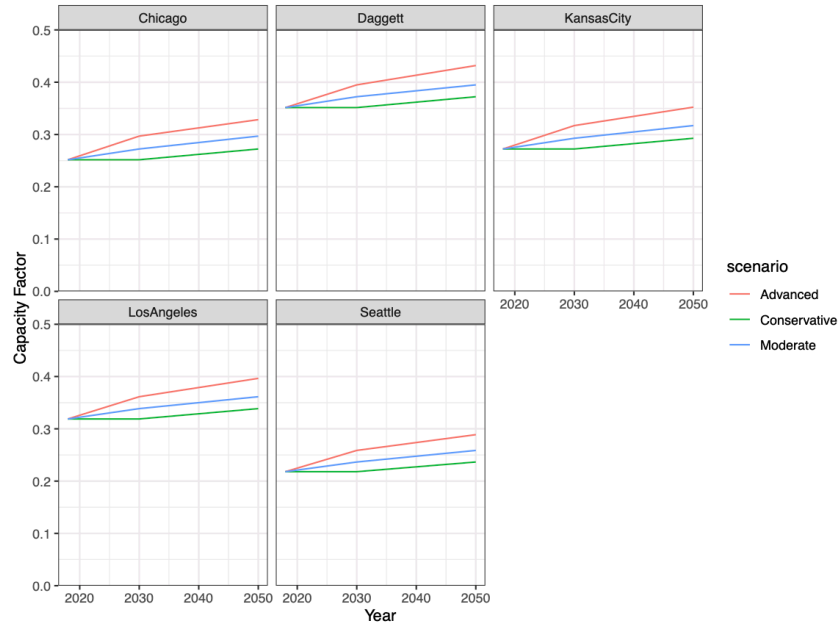 Chicago
Daggett
KansasCity
0.5
0.4
0.3
0.2
0.1
0.0
2020 2030 2040 2050
LosAngeles
Seattle
0.5
0.4
0.3
0.2
0.1
0.0
2020 2030 2040 2050
2020 2030 2040 2050
Capacity Factor
Year
scenario
Advanced
Conservative
Moderate